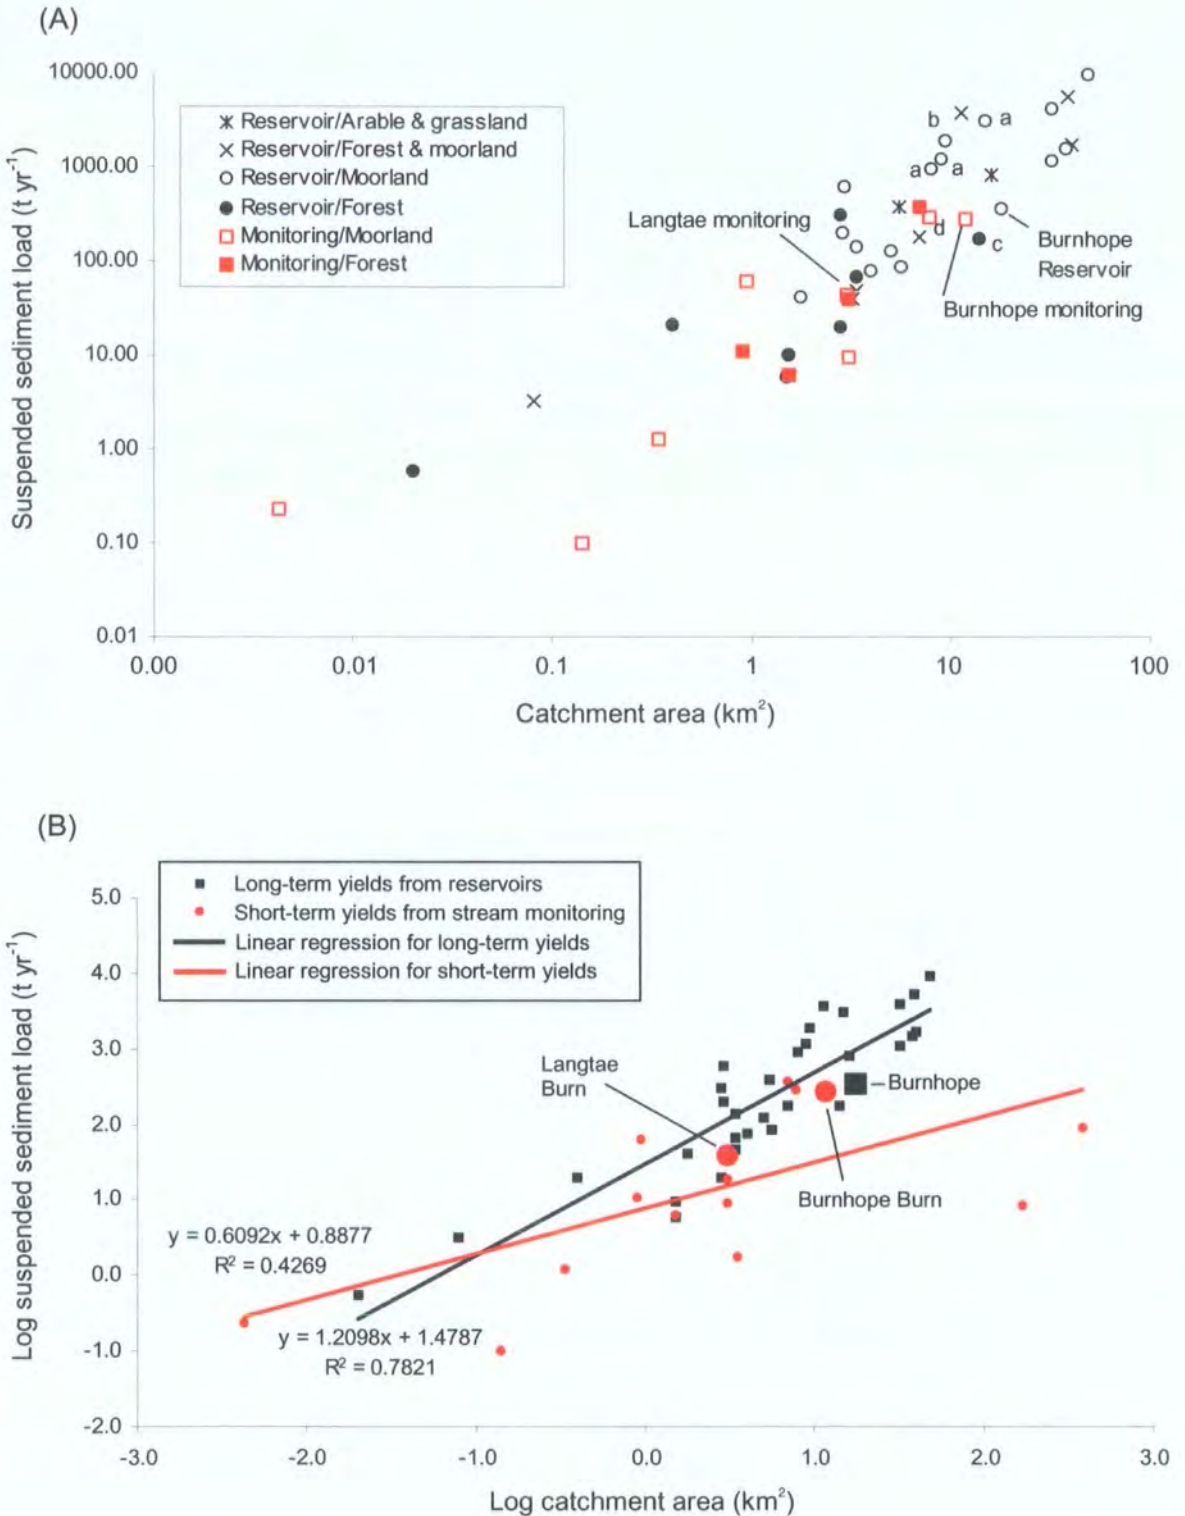 (A)
Suspended sediment load (t yr-1)
10000.00
1000.00
100.00
10.00
1.00
0.10
0.01
Reservoir/Arable & grassland
Reservoir/Forest & moorland
Reservoir/Moorland
Reservoir/Forest
Monitoring/Moorland
Monitoring/Forest
b
a
a
a
d
c
Langtae monitoring
Burnhope
Reservoir
Burnhope monitoring
0.00
0.01
0.1
1
10
100
Catchment area (km2)
(B)
Log suspended sediment load (t yr-1)
5.0
4.0
3.0
2.0
1.0
0.0
-1.0
-2.0
Long-term yields from reservoirs
Short-term yields from stream monitoring
Linear regression for long-term yields
Linear regression for short-term yields
Langtae
Burn
Burnhope
Burnhope Burn
y = 0.6092x + 0.8877
R2 = 0.4269
y = 1.2098x + 1.4787
R2 = 0.7821
-3.0
-2.0
-1.0
0.0
1.0
2.0
3.0
Log catchment area (km2)